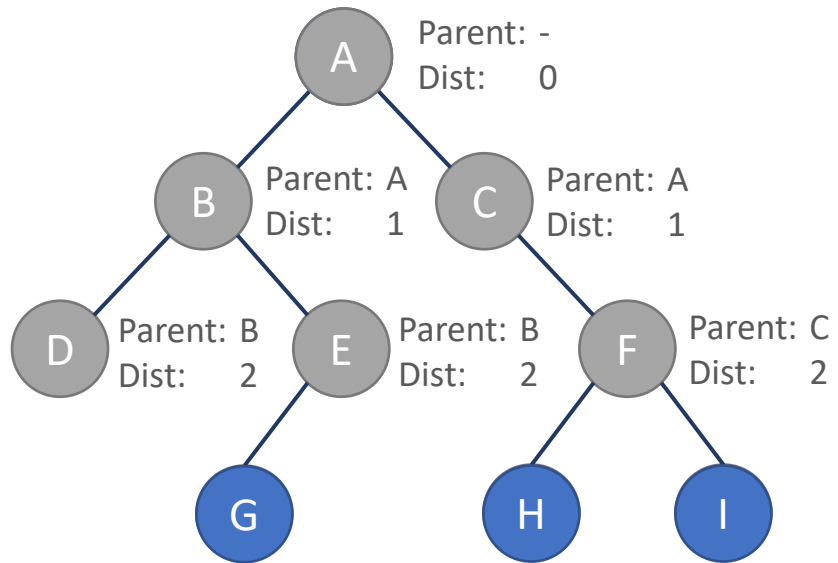 A
Parent: -
Dist: 0
B
Parent: A
Dist: 1
C
Parent: A
Dist: 1
D
Parent: B
Dist: 2
E
Parent: B
Dist: 2
F
Parent: C
Dist: 2
G
H
I